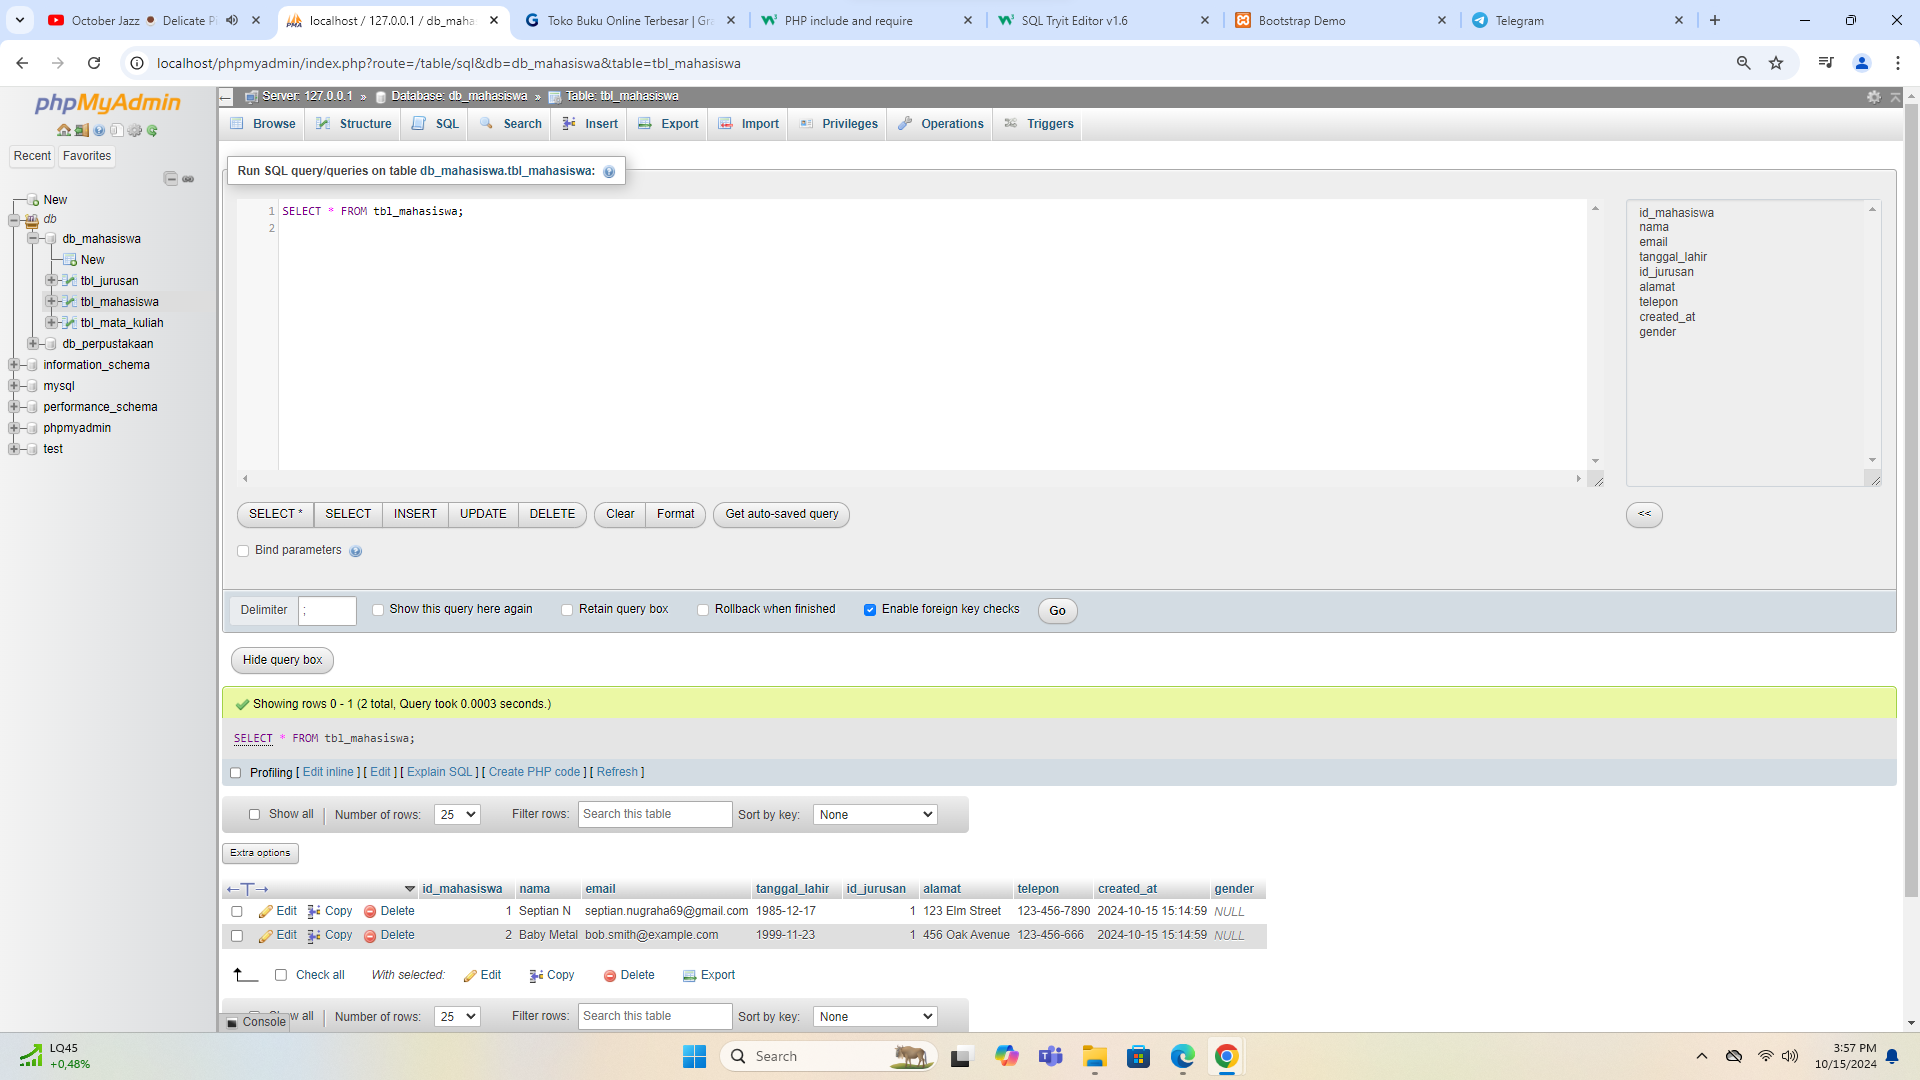 October Jazz ☕ Delicate Pi
localhost / 127.0.0.1 / db_mahas
Toko Buku Online Terbesar | Gra
PHP include and require
SQL Tryit Editor v1.6
Bootstrap Demo
Telegram
localhost/phpmyadmin/index.php?route=/table/sql&db=db_mahasiswa&table=tbl_mahasiswa
phpMyAdmin
Recent Favorites
New
db
db_mahasiswa
New
tbl_jurusan
tbl_mahasiswa
tbl_mata_kuliah
db_perpustakaan
information_schema
mysql
performance_schema
phpmyadmin
test
Server: 127.0.0.1 » Database: db_mahasiswa » Table: tbl_mahasiswa
Browse Structure SQL Search Insert Export Import Privileges Operations Triggers
Run SQL query/queries on table db_mahasiswa.tbl_mahasiswa:
1 SELECT * FROM tbl_mahasiswa;
2
id_mahasiswa
nama
email
tanggal_lahir
id_jurusan
alamat
telepon
created_at
gender
SELECT * SELECT INSERT UPDATE DELETE Clear Format Get auto-saved query <<
Bind parameters
Delimiter ; Show this query here again Retain query box Rollback when finished Enable foreign key checks Go
Hide query box
Showing rows 0 - 1 (2 total, Query took 0.0003 seconds.)
SELECT * FROM tbl_mahasiswa;
Profiling [ Edit inline ] [ Edit ] [ Explain SQL ] [ Create PHP code ] [ Refresh ]
Show all | Number of rows: 25 Filter rows: Search this table Sort by key: None
Extra options
←T→ id_mahasiswa nama email tanggal_lahir id_jurusan alamat telepon created_at gender
Edit Copy Delete 1 Septian N septian.nugraha69@gmail.com 1985-12-17 1 123 Elm Street 123-456-7890 2024-10-15 15:14:59 NULL
Edit Copy Delete 2 Baby Metal bob.smith@example.com 1999-11-23 1 456 Oak Avenue 123-456-666 2024-10-15 15:14:59 NULL
Check all With selected: Edit Copy Delete Export
Show all | Number of rows: 25 Filter rows: Search this table Sort by key: None
Console
LQ45
+0,48%
Search
3:57 PM
10/15/2024